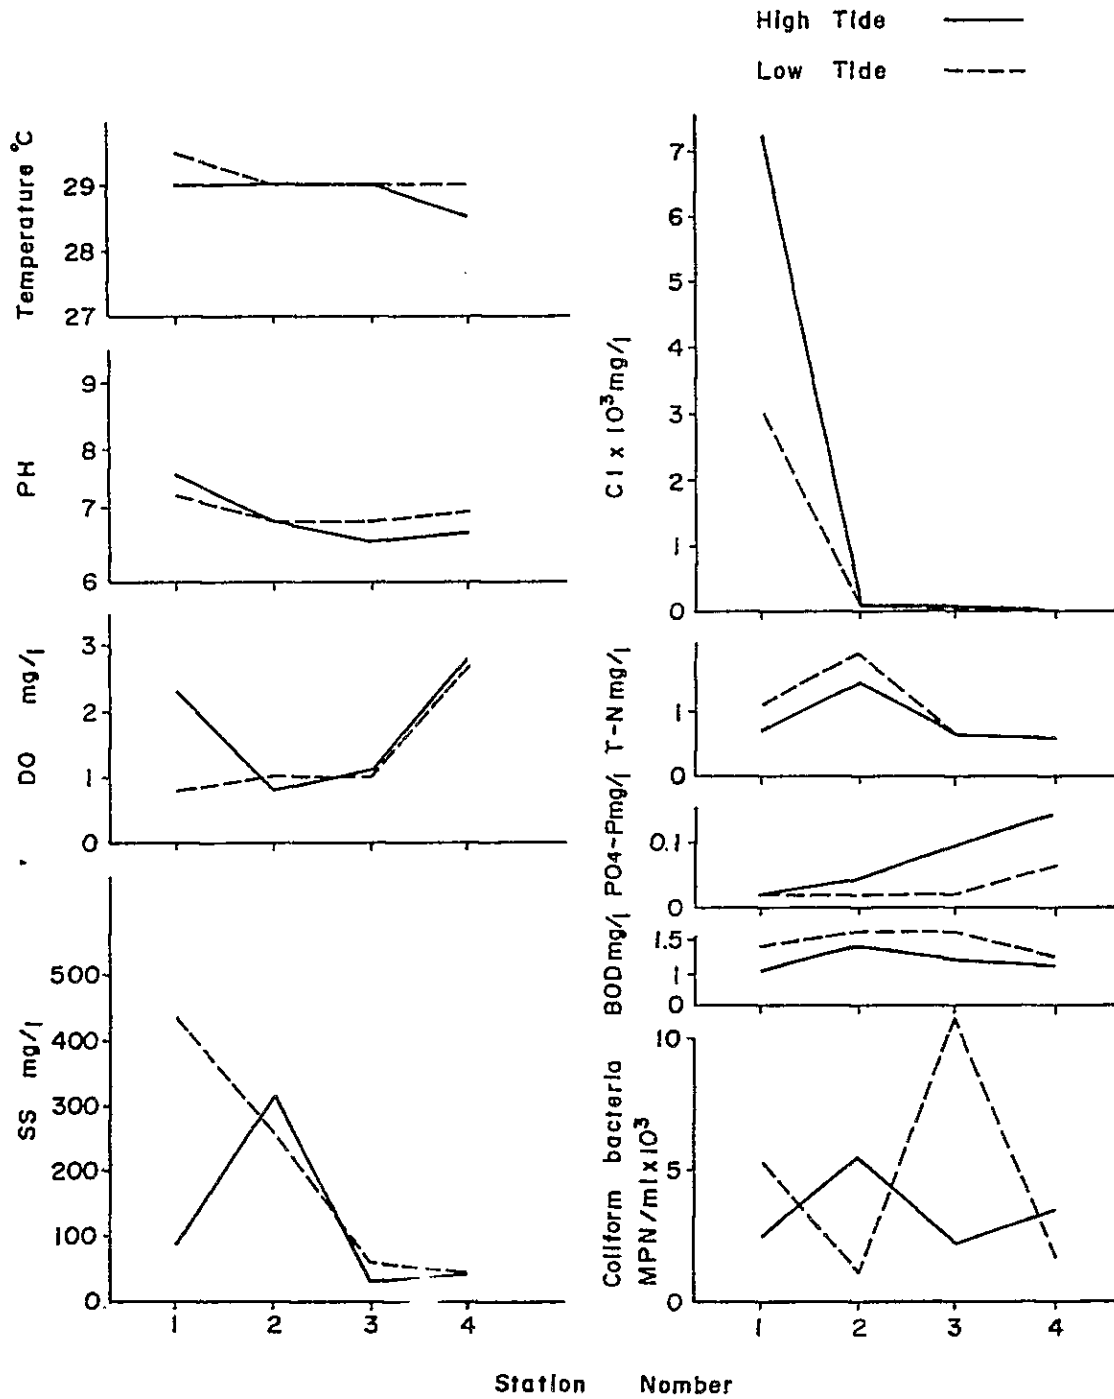 High Tide
Low Tide
Temperature °C
29
28
27
PH
9
8
7
6
DO mg/l
3
2
1
0
SS mg/l
500
400
300
200
100
0
1 2 3 4
Cl x 10³mg/l
7
6
5
4
3
2
1
0
T-N mg/l
1
0
PO4-Pmg/l
0.1
0
BOD mg/l
1.5
1
0
Coliform bacteria
MPN/ml x 10³
10
5
0
1 2 3 4
Station Nomber